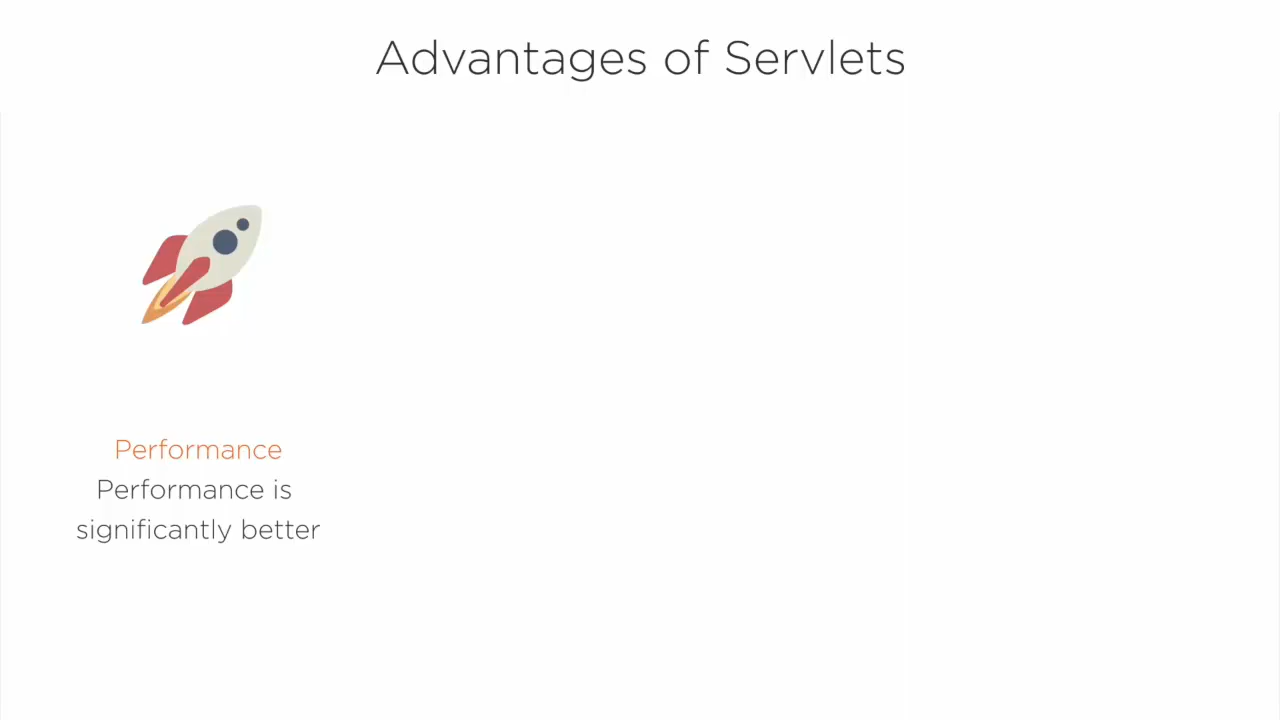 Advantages of Servlets
Performance
Performance is
significantly better